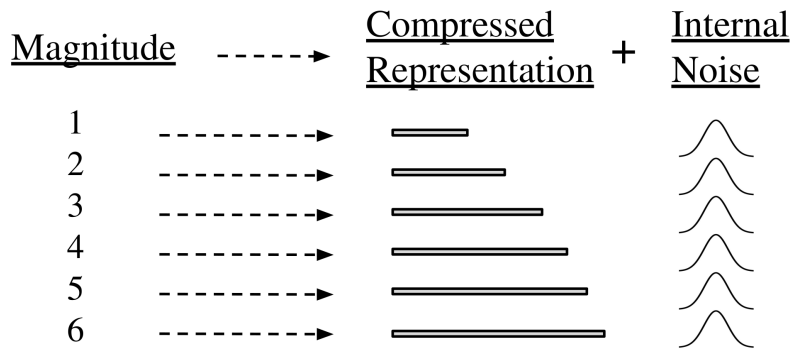 Magnitude
Compressed Representation
+
Internal Noise
1
2
3
4
5
6